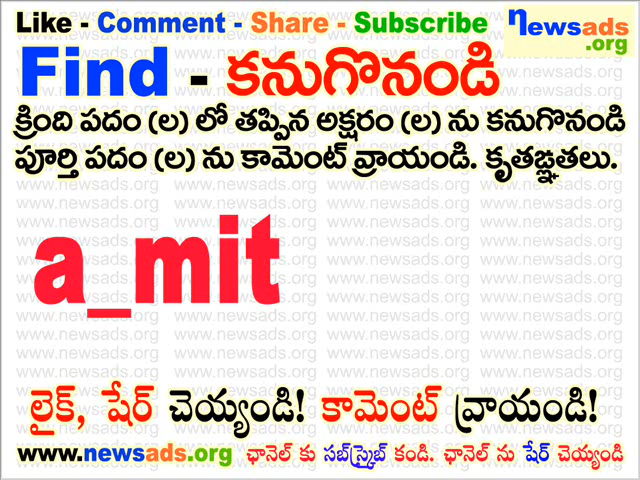 Like - Comment - Share - Subscribe
newsads
.org
Find - కనుగొనండి
క్రింది పదం (ల) లో తప్పిన అక్షరం (ల) ను కనుగొనండి
పూర్తి పదం (ల) ను కామెంట్ వ్రాయండి. కృతఙ్ఞతలు.
a_mit
లైక్, షేర్ చెయ్యండి! కామెంట్ వ్రాయండి!
www.newsads.org ఛానెల్ కు సబ్‌స్క్రైబ్ కండి. ఛానెల్ ను షేర్ చెయ్యండి